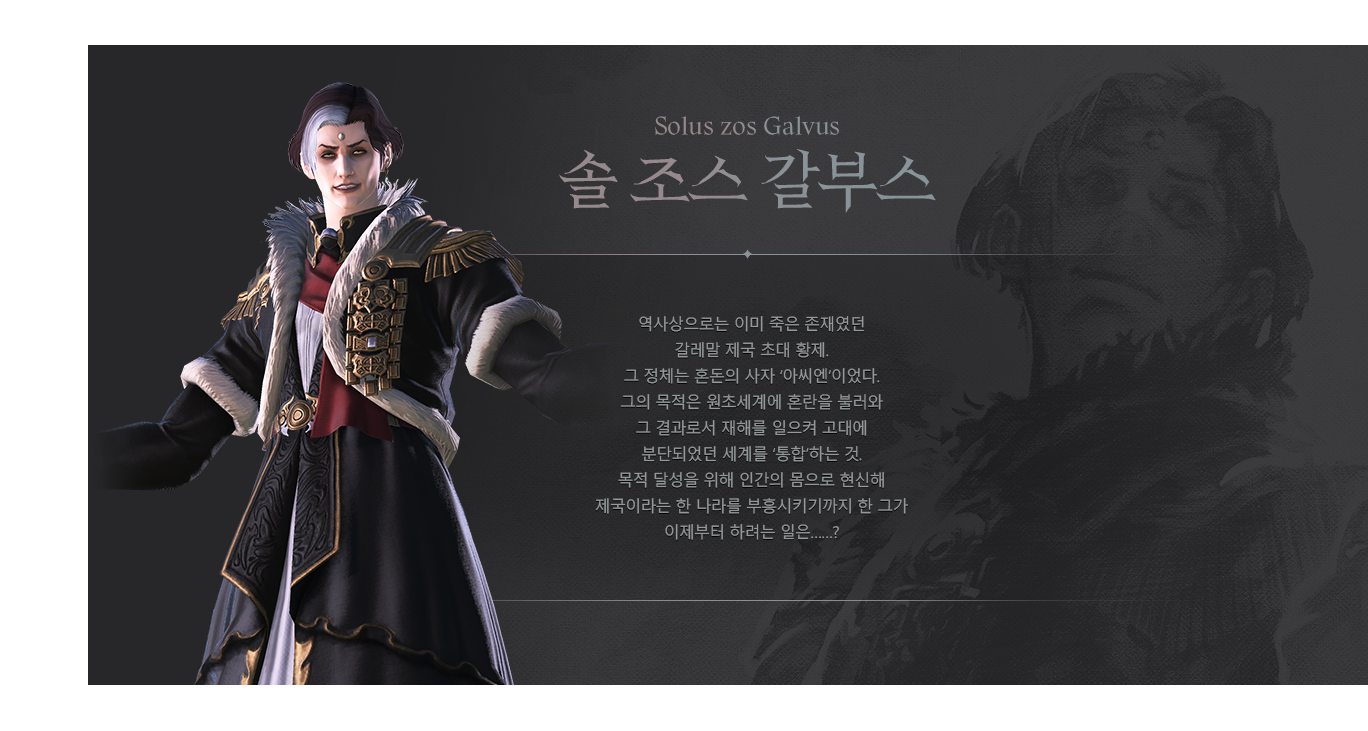 Solus zos Galvus
솔 조스 갈부스
역사상으로는 이미 죽은 존재였던
갈레말 제국 초대 황제.
그 정체는 혼돈의 사자 ‘아씨엔’이었다.
그의 목적은 원초세계에 혼란을 불러와
그 결과로서 재해를 일으켜 고대에
분단되었던 세계를 ‘통합’하는 것.
목적 달성을 위해 인간의 몸으로 현신해
제국이라는 한 나라를 부흥시키기까지 한 그가
이제부터 하려는 일은……?